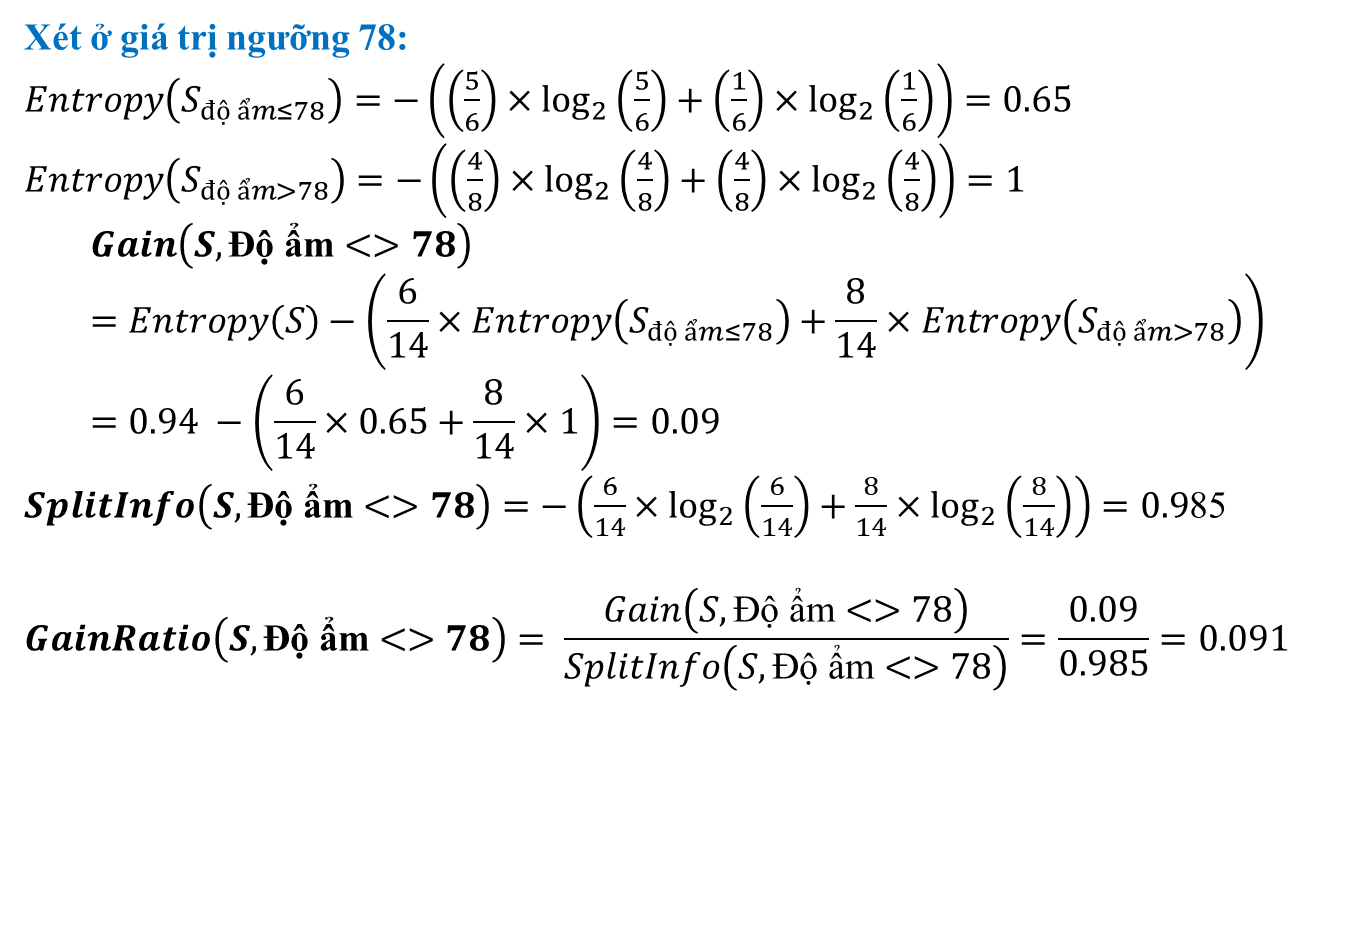 Xét ở giá trị ngưỡng 78:
Entropy(S độ ẩm≤78) = −((5/6) × log₂(5/6) + (1/6) × log₂(1/6)) = 0.65
Entropy(S độ ẩm>78) = −((4/8) × log₂(4/8) + (4/8) × log₂(4/8)) = 1
Gain(S, Độ ẩm <> 78)
= Entropy(S) − (6/14 × Entropy(S độ ẩm≤78) + 8/14 × Entropy(S độ ẩm>78))
= 0.94 − (6/14 × 0.65 + 8/14 × 1) = 0.09
SplitInfo(S, Độ ẩm <> 78) = −(6/14 × log₂(6/14) + 8/14 × log₂(8/14)) = 0.985
GainRatio(S, Độ ẩm <> 78) = Gain(S, Độ ẩm <> 78)/SplitInfo(S, Độ ẩm <> 78) = 0.09/0.985 = 0.091